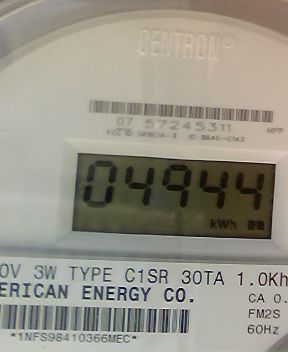 CENTRON®
07 57245311
04944
kWh
0V 3W TYPE C1SR 30TA 1.0Kh
ERICAN ENERGY CO. CA 0.
FM2S
*1NFS98410366MEC* 60Hz